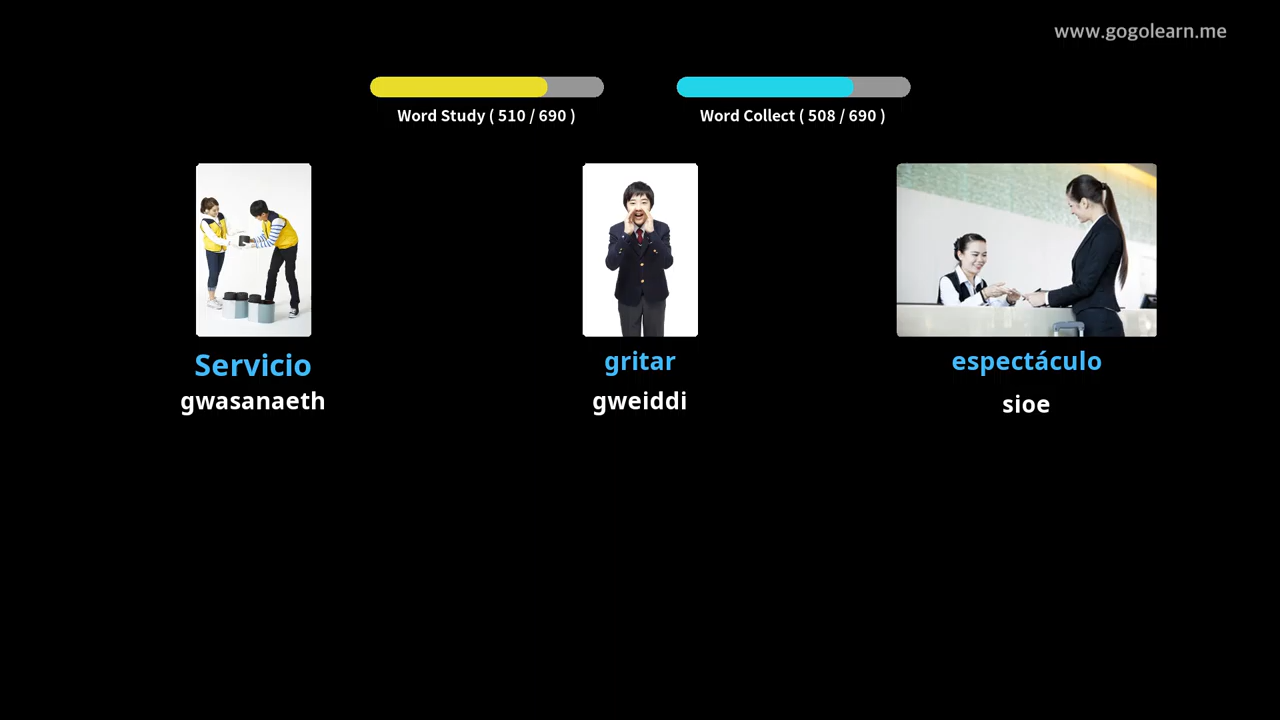 www.gogolearn.me
Word Study ( 510 / 690 )
Word Collect ( 508 / 690 )
Servicio
gwasanaeth
gritar
gweiddi
espectáculo
sioe